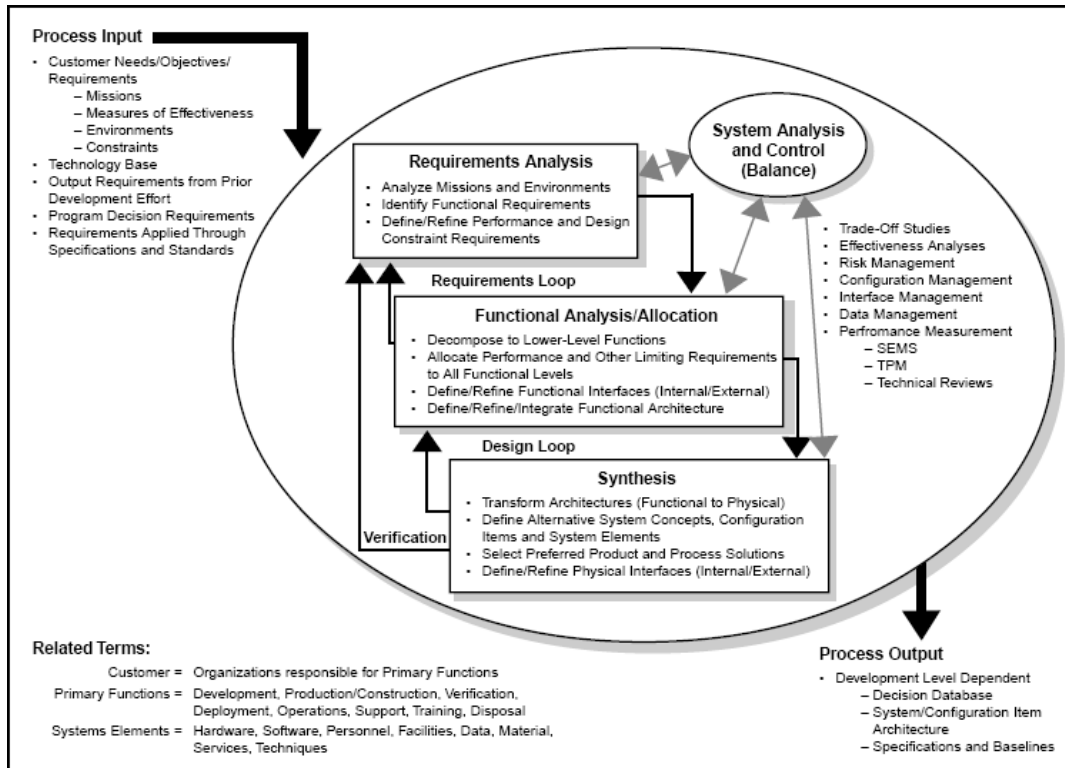 Process Input
• Customer Needs/Objectives/
Requirements
– Missions
– Measures of Effectiveness
– Environments
– Constraints
• Technology Base
• Output Requirements from Prior
Development Effort
• Program Decision Requirements
• Requirements Applied Through
Specifications and Standards
System Analysis
and Control
(Balance)
Requirements Analysis
• Analyze Missions and Environments
• Identify Functional Requirements
• Define/Refine Performance and Design
Constraint Requirements
• Trade-Off Studies
• Effectiveness Analyses
• Risk Management
• Configuration Management
• Interface Management
• Data Management
• Perfromance Measurement
– SEMS
– TPM
– Technical Reviews
Requirements Loop
Functional Analysis/Allocation
• Decompose to Lower-Level Functions
• Allocate Performance and Other Limiting Requirements
to All Functional Levels
• Define/Refine Functional Interfaces (Internal/External)
• Define/Refine/Integrate Functional Architecture
Design Loop
Synthesis
• Transform Architectures (Functional to Physical)
• Define Alternative System Concepts, Configuration
Items and System Elements
• Select Preferred Product and Process Solutions
• Define/Refine Physical Interfaces (Internal/External)
Verification
Related Terms:
Customer = Organizations responsible for Primary Functions
Primary Functions = Development, Production/Construction, Verification,
Deployment, Operations, Support, Training, Disposal
Systems Elements = Hardware, Software, Personnel, Facilities, Data, Material,
Services, Techniques
Process Output
• Development Level Dependent
– Decision Database
– System/Configuration Item
Architecture
– Specifications and Baselines